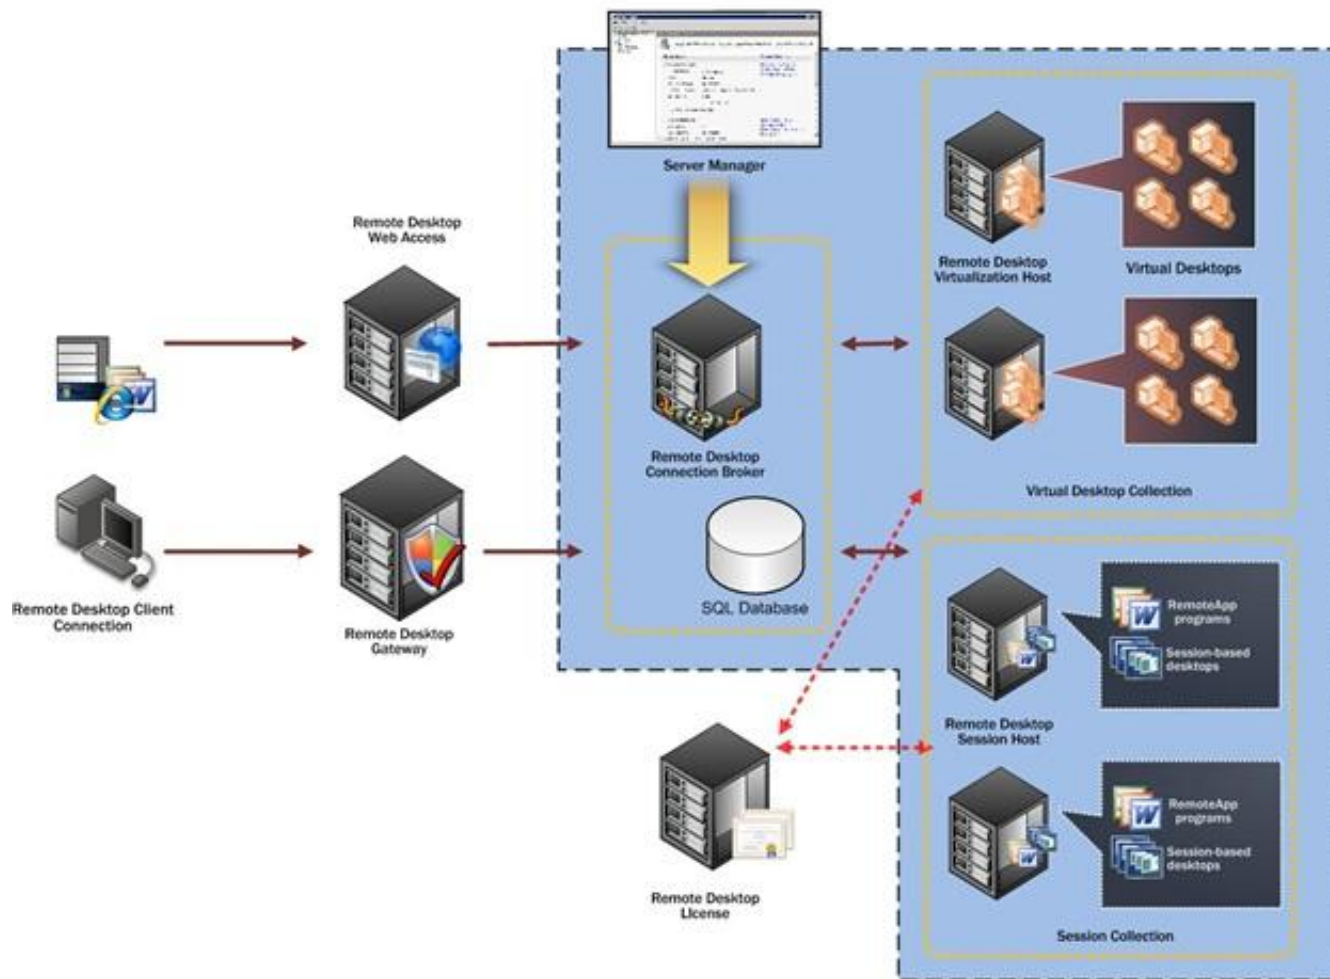 Server Manager
Remote Desktop
Web Access
Remote Desktop
Virtualization Host
Virtual Desktops
Remote Desktop
Connection Broker
Virtual Desktop Collection
SQL Database
Remote Desktop Client
Connection
Remote Desktop
Gateway
RemoteApp
programs
Session-based
desktops
Remote Desktop
Session Host
RemoteApp
programs
Session-based
desktops
Remote Desktop
License
Session Collection